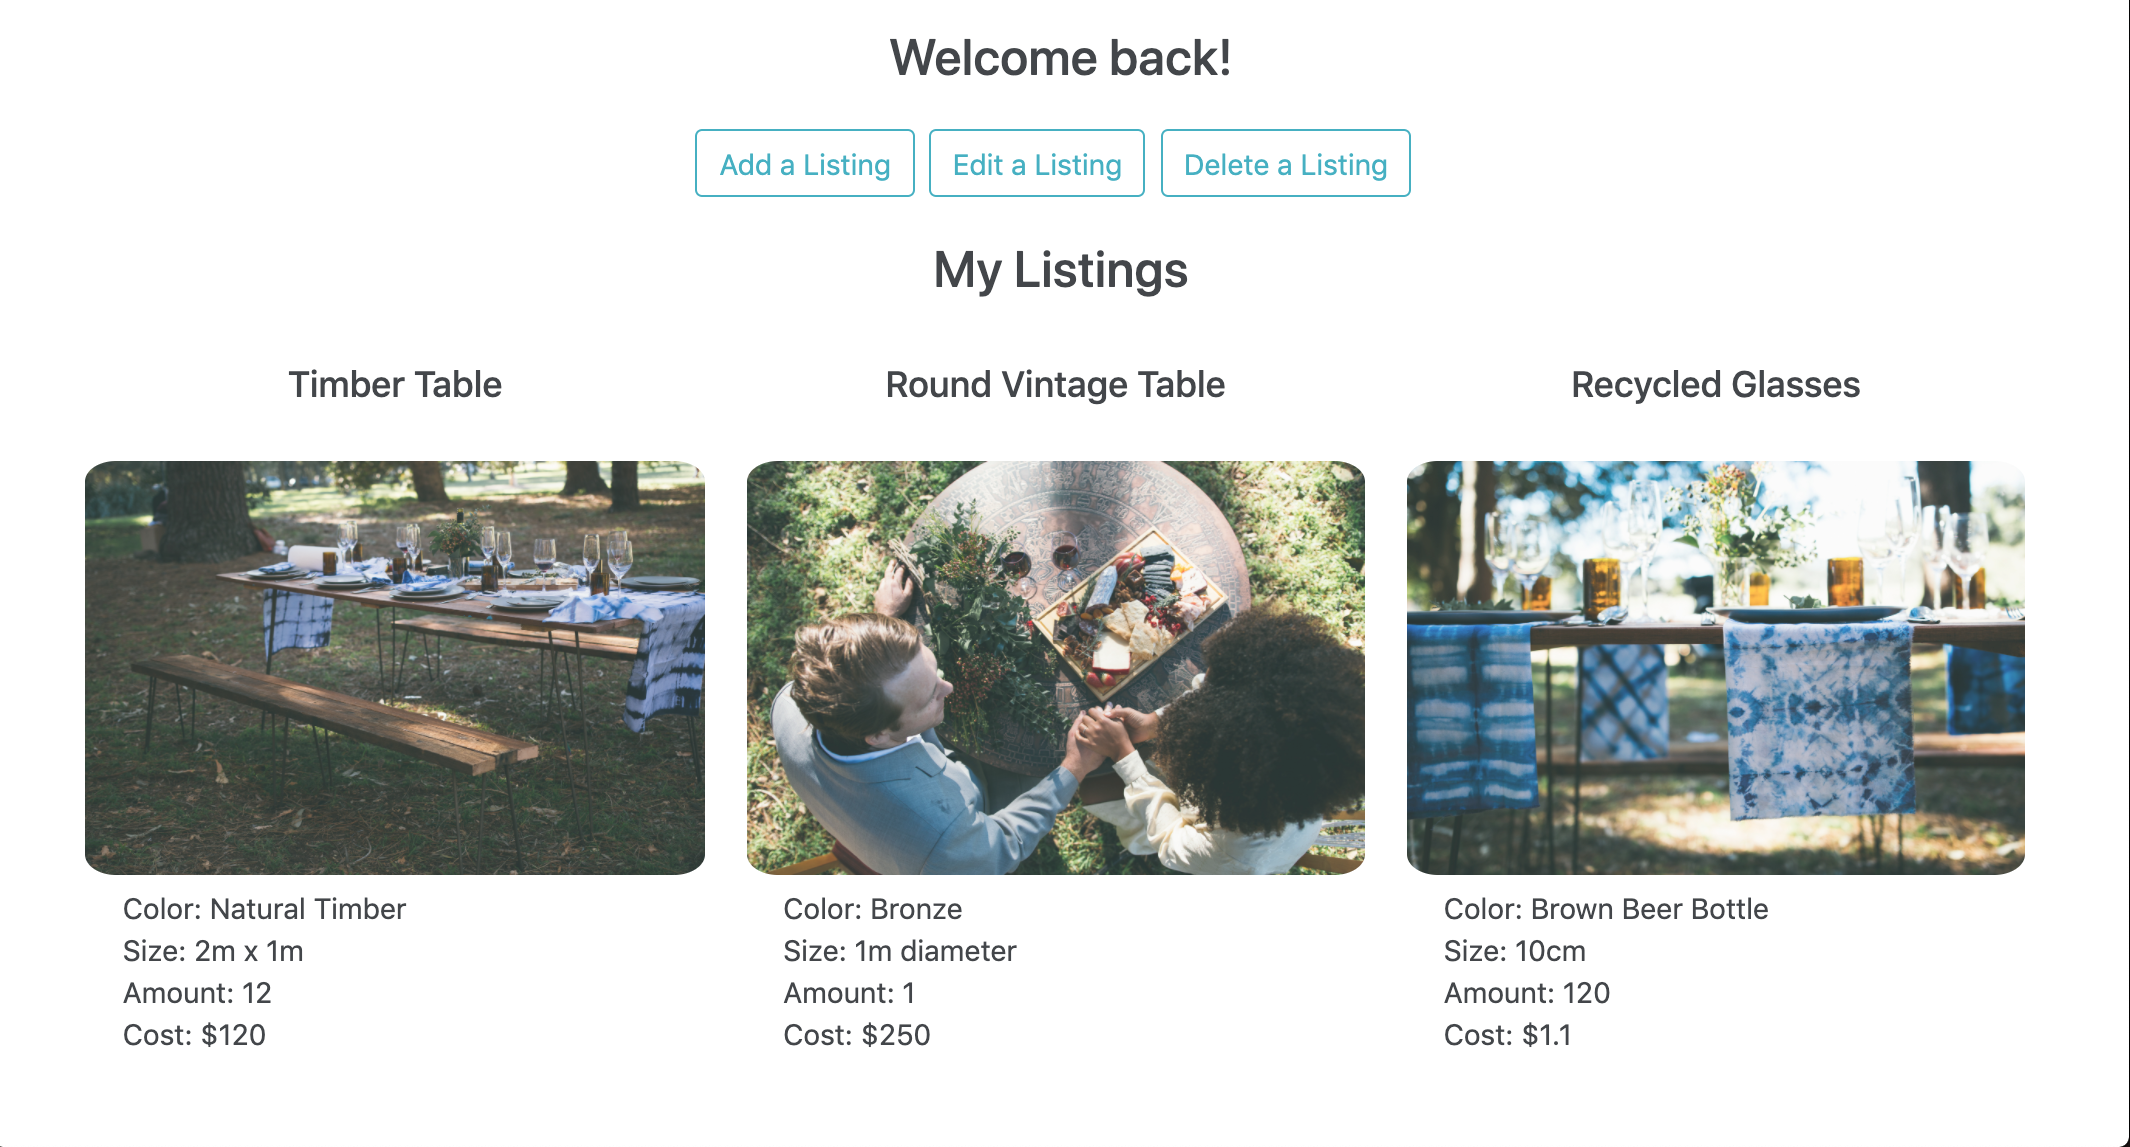 Welcome back!
Add a Listing
Edit a Listing
Delete a Listing
My Listings
Timber Table
Round Vintage Table
Recycled Glasses
Color: Natural Timber
Size: 2m x 1m
Amount: 12
Cost: $120
Color: Bronze
Size: 1m diameter
Amount: 1
Cost: $250
Color: Brown Beer Bottle
Size: 10cm
Amount: 120
Cost: $1.1